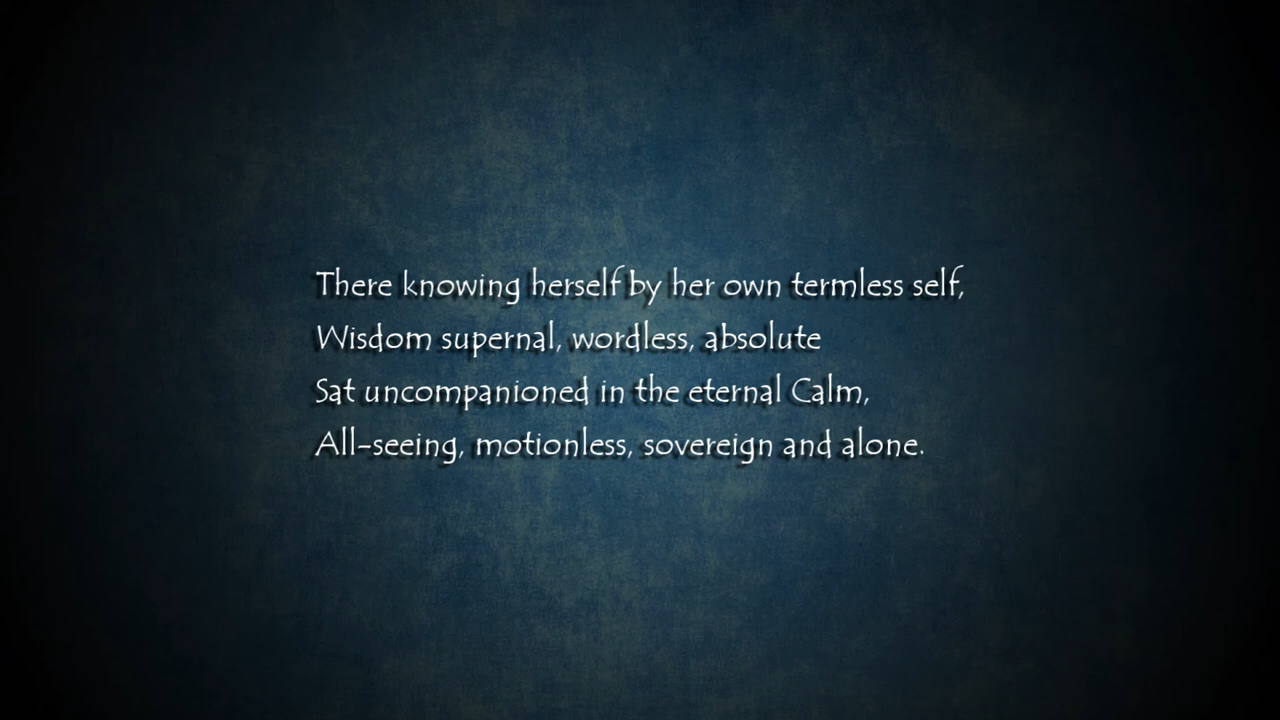 There knowing herself by her own termless self,
Wisdom supernal, wordless, absolute
Sat uncompanioned in the eternal Calm,
All-seeing, motionless, sovereign and alone.